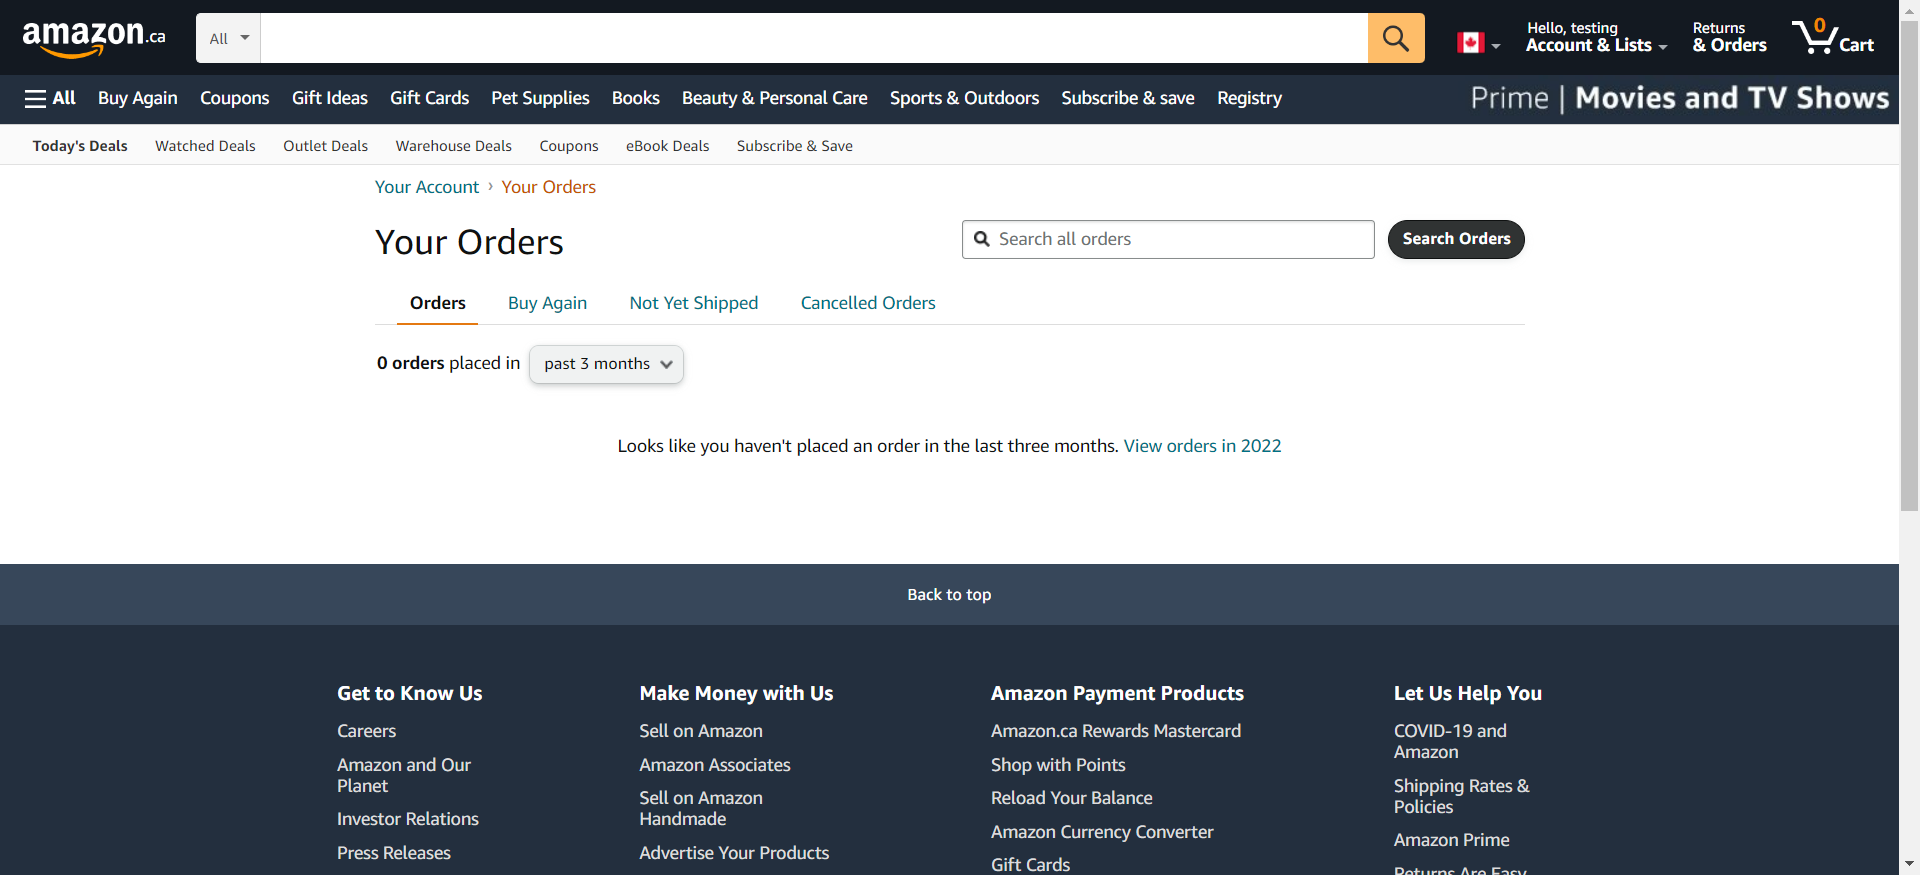 amazon.ca
All
Hello, testing
Account & Lists
Returns
& Orders
0
Cart
All Buy Again Coupons Gift Ideas Gift Cards Pet Supplies Books Beauty & Personal Care Sports & Outdoors Subscribe & save Registry Prime | Movies and TV Shows
Today's Deals Watched Deals Outlet Deals Warehouse Deals Coupons eBook Deals Subscribe & Save
Your Account › Your Orders
Your Orders
Search all orders
Search Orders
Orders Buy Again Not Yet Shipped Cancelled Orders
0 orders placed in past 3 months
Looks like you haven't placed an order in the last three months. View orders in 2022
Back to top
Get to Know Us
Careers
Amazon and Our
Planet
Investor Relations
Press Releases
Make Money with Us
Sell on Amazon
Amazon Associates
Sell on Amazon
Handmade
Advertise Your Products
Amazon Payment Products
Amazon.ca Rewards Mastercard
Shop with Points
Reload Your Balance
Amazon Currency Converter
Gift Cards
Let Us Help You
COVID-19 and
Amazon
Shipping Rates &
Policies
Amazon Prime
Returns Are Easy